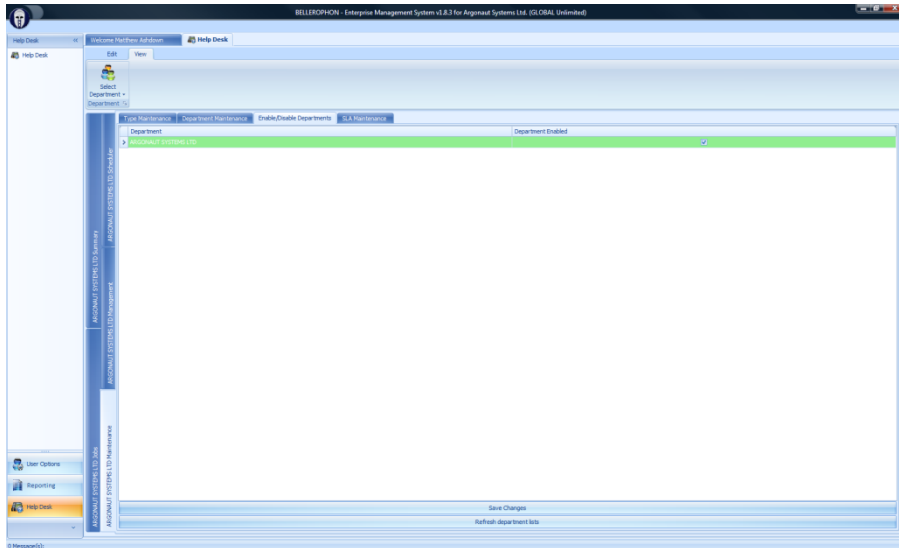 BELLEROPHON - Enterprise Management System v1.8.3 for Argonaut Systems Ltd. (GLOBAL Unlimited)
Help Desk
Welcome Matthew Ashdown
Help Desk
Help Desk
Edit
View
Select
Department
Department
Type Maintenance
Department Maintenance
Enable/Disable Departments
SLA Maintenance
Department
Department Enabled
ARGONAUT SYSTEMS LTD
ARGONAUT SYSTEMS LTD Summary
ARGONAUT SYSTEMS LTD Jobs
ARGONAUT SYSTEMS LTD Scheduler
ARGONAUT SYSTEMS LTD Management
ARGONAUT SYSTEMS LTD Maintenance
User Options
Reporting
Help Desk
Save Changes
Refresh department lists
0 Message(s):